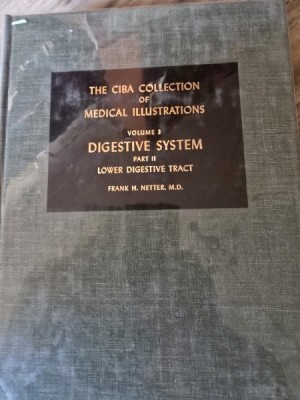 THE CIBA COLLECTION
OF
MEDICAL ILLUSTRATIONS
VOLUME 3
DIGESTIVE SYSTEM
PART II
LOWER DIGESTIVE TRACT
FRANK H. NETTER, M.D.